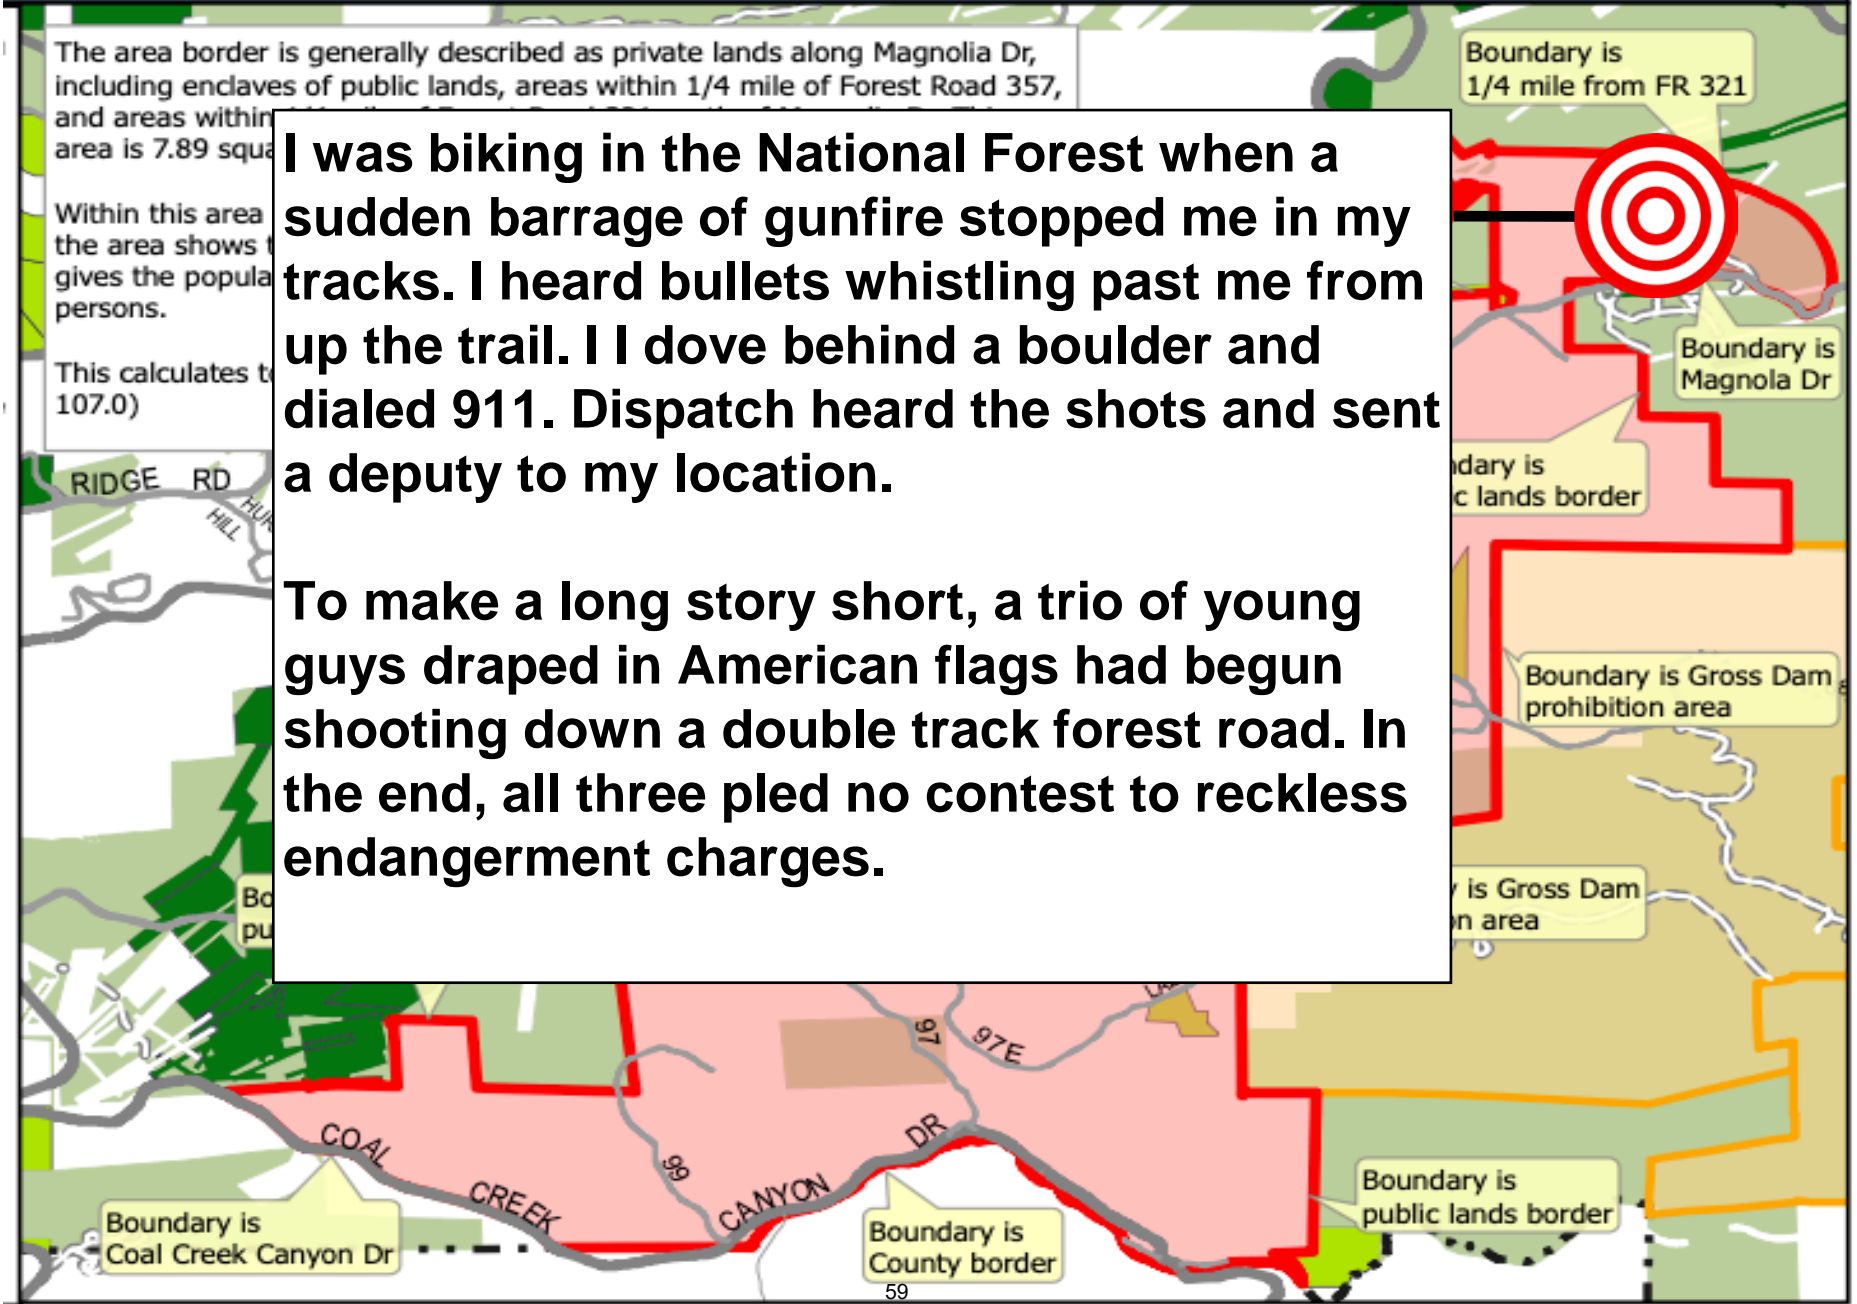 The area border is generally described as private lands along Magnolia Dr,
including enclaves of public lands, areas within 1/4 mile of Forest Road 357,
and areas within
area is 7.89
Within this area
the area shows
gives the
persons.
This calculates
107.0)
I was biking in the National Forest when a
sudden barrage of gunfire stopped me in my
tracks. I heard bullets whistling past me from
up the trail. I I dove behind a boulder and
dialed 911. Dispatch heard the shots and sent
a deputy to my location.
To make a long story short, a trio of young
guys draped in American flags had begun
shooting down a double track forest road. In
the end, all three pled no contest to reckless
endangerment charges.
Boundary is
1/4 mile from FR 321
Boundary is
Magnola Dr
is
lands border
Boundary is Gross Dam
prohibition area
is Gross Dam
area
RIDGE RD
HILL
97
97E
99
COAL CREEK CANYON DR
Boundary is
Coal Creek Canyon Dr
Boundary is
County border
Boundary is
public lands border
59